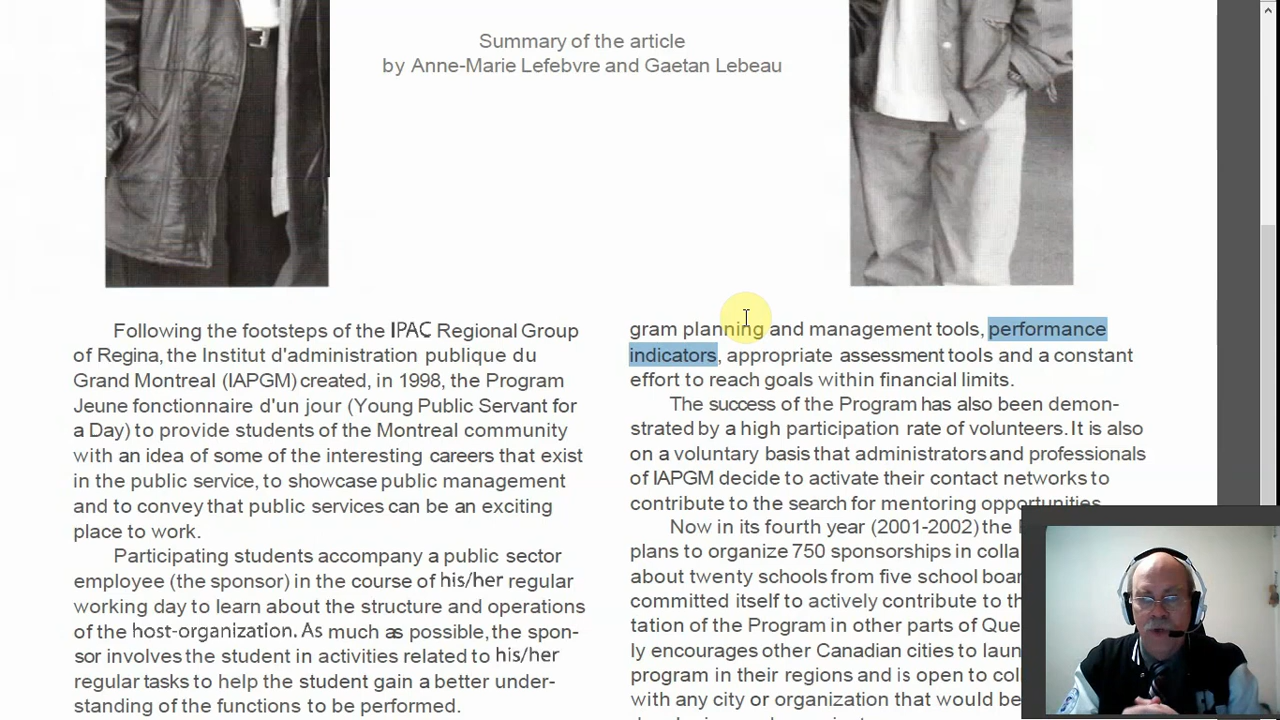 Summary of the article
by Anne-Marie Lefebvre and Gaetan Lebeau
Following the footsteps of the IPAC Regional Group
of Regina, the Institut d'administration publique du
Grand Montreal (IAPGM) created, in 1998, the Program
Jeune fonctionnaire d'un jour (Young Public Servant for
a Day) to provide students of the Montreal community
with an idea of some of the interesting careers that exist
in the public service, to showcase public management
and to convey that public services can be an exciting
place to work.
Participating students accompany a public sector
employee (the sponsor) in the course of his/her regular
working day to learn about the structure and operations
of the host-organization. As much as possible, the spon-
sor involves the student in activities related to his/her
regular tasks to help the student gain a better under-
standing of the functions to be performed.
gram planning and management tools, performance
indicators, appropriate assessment tools and a constant
effort to reach goals within financial limits.
The success of the Program has also been demon-
strated by a high participation rate of volunteers. It is also
on a voluntary basis that administrators and professionals
of IAPGM decide to activate their contact networks to
contribute to the search for mentoring opportunities.
Now in its fourth year (2001-2002) the
plans to organize 750 sponsorships in
about twenty schools from five school
committed itself to actively contribute to
tation of the Program in other parts of
ly encourages other Canadian cities to
program in their regions and is open to
with any city or organization that would